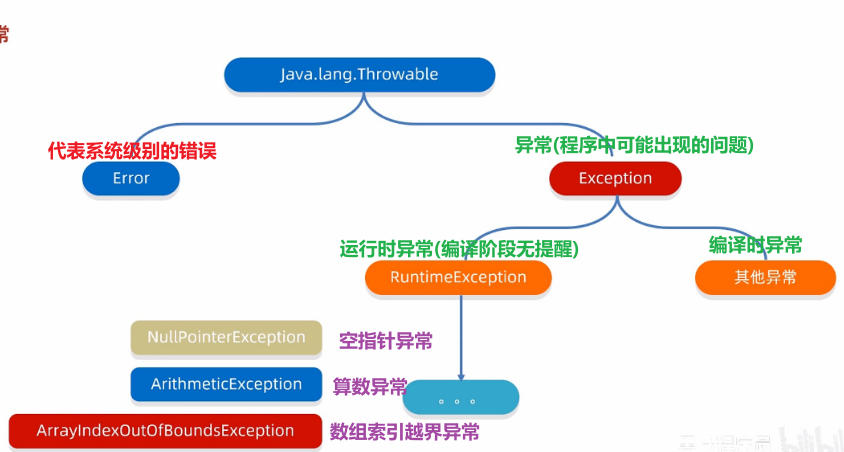 常
Java.lang.Throwable
代表系统级别的错误
异常(程序中可能出现的问题)
Error
Exception
运行时异常(编译阶段无提醒)
编译时异常
RuntimeException
其他异常
NullPointerException
空指针异常
ArithmeticException
算数异常
。。。
ArrayIndexOutOfBoundsException
数组索引越界异常
bilibili